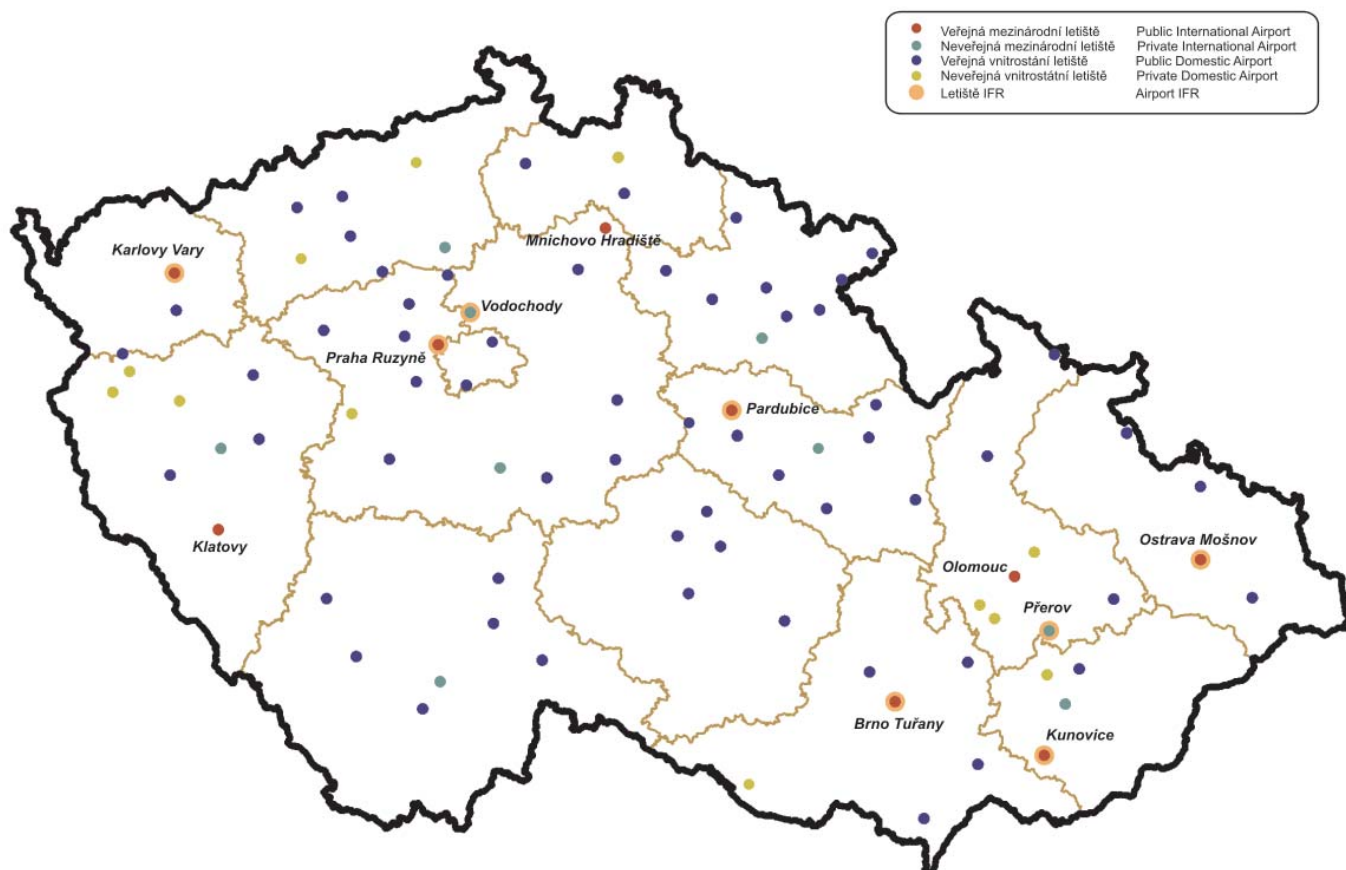 Veřejná mezinárodní letiště Public International Airport
Neveřejná mezinárodní letiště Private International Airport
Veřejná vnitrostání letiště Public Domestic Airport
Neveřejná vnitrostátní letiště Private Domestic Airport
Letiště IFR Airport IFR
Karlovy Vary
Mnichovo Hradiště
Vodochody
Praha Ruzyně
Pardubice
Klatovy
Ostrava Mošnov
Olomouc
Přerov
Brno Tuřany
Kunovice